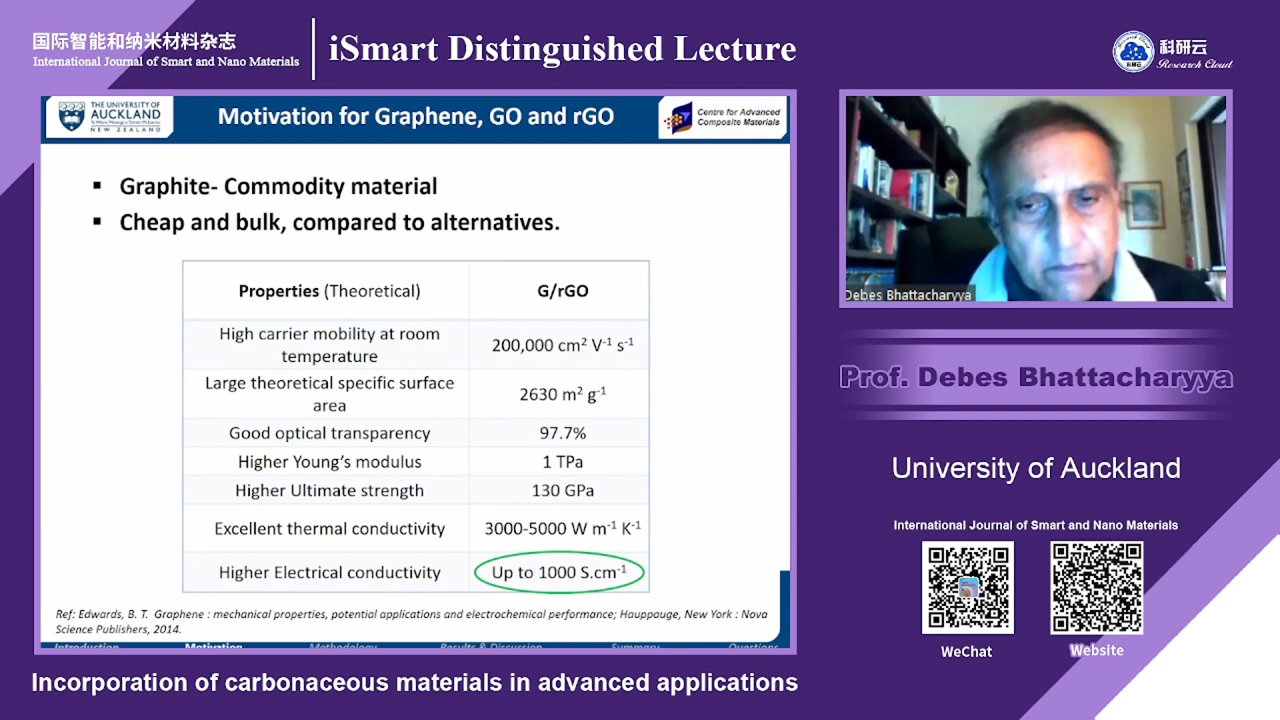 国际智能和纳米材料杂志
International Journal of Smart and Nano Materials
iSmart Distinguished Lecture
科研云
Research Cloud
THE UNIVERSITY OF
AUCKLAND
NEW ZEALAND
Motivation for Graphene, GO and rGO
Centre for Advanced
Composite Materials
▪ Graphite- Commodity material
▪ Cheap and bulk, compared to alternatives.
Properties (Theoretical) G/rGO
High carrier mobility at room
temperature
200,000 cm² V⁻¹ s⁻¹
Large theoretical specific surface
area
2630 m² g⁻¹
Good optical transparency 97.7%
Higher Young's modulus 1 TPa
Higher Ultimate strength 130 GPa
Excellent thermal conductivity 3000-5000 W m⁻¹ K⁻¹
Higher Electrical conductivity Up to 1000 S.cm⁻¹
Ref: Edwards, B. T. Graphene : mechanical properties, potential applications and electrochemical performance; Hauppauge, New York : Nova
Science Publishers, 2014.
Introduction Motivation Methodology Results & Discussion Summary Questions
Incorporation of carbonaceous materials in advanced applications
Debes Bhattacharyya
Prof. Debes Bhattacharyya
University of Auckland
International Journal of Smart and Nano Materials
WeChat
Website